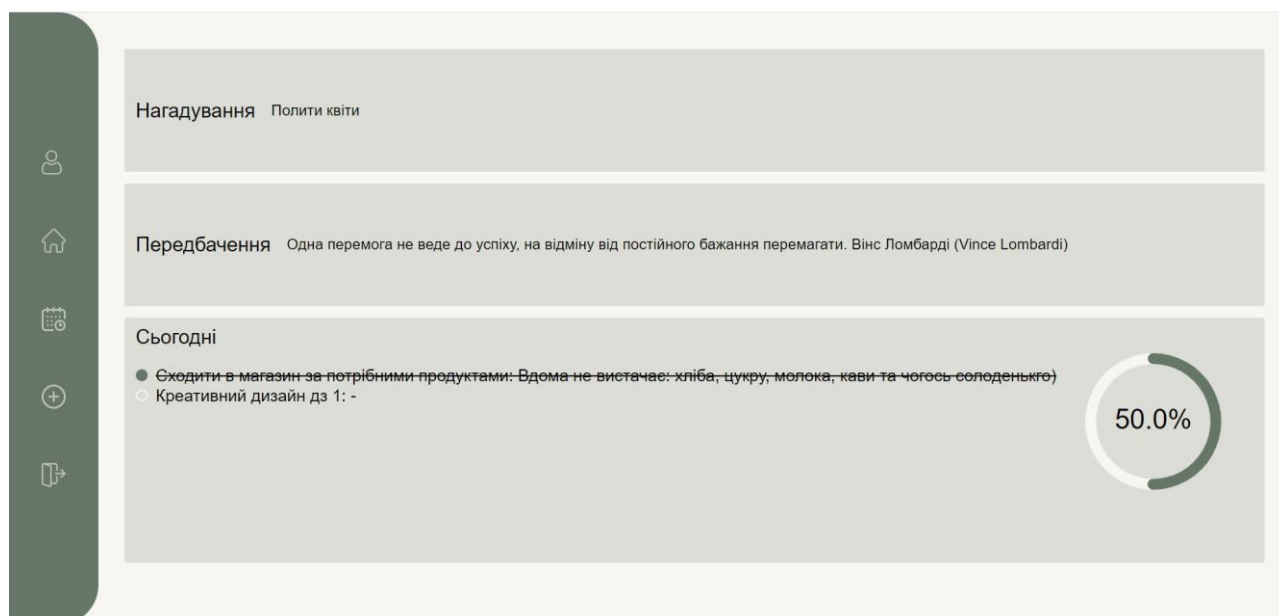 Нагадування Полити квіти
Передбачення Одна перемога не веде до успіху, на відміну від постійного бажання перемагати. Вінс Ломбарді (Vince Lombardi)
Сьогодні
Сходити в магазин за потрібними продуктами: Вдома не вистачає: хліба, цукру, молока, кави та чогось солоденькго)
Креативний дизайн дз 1: -
50.0%